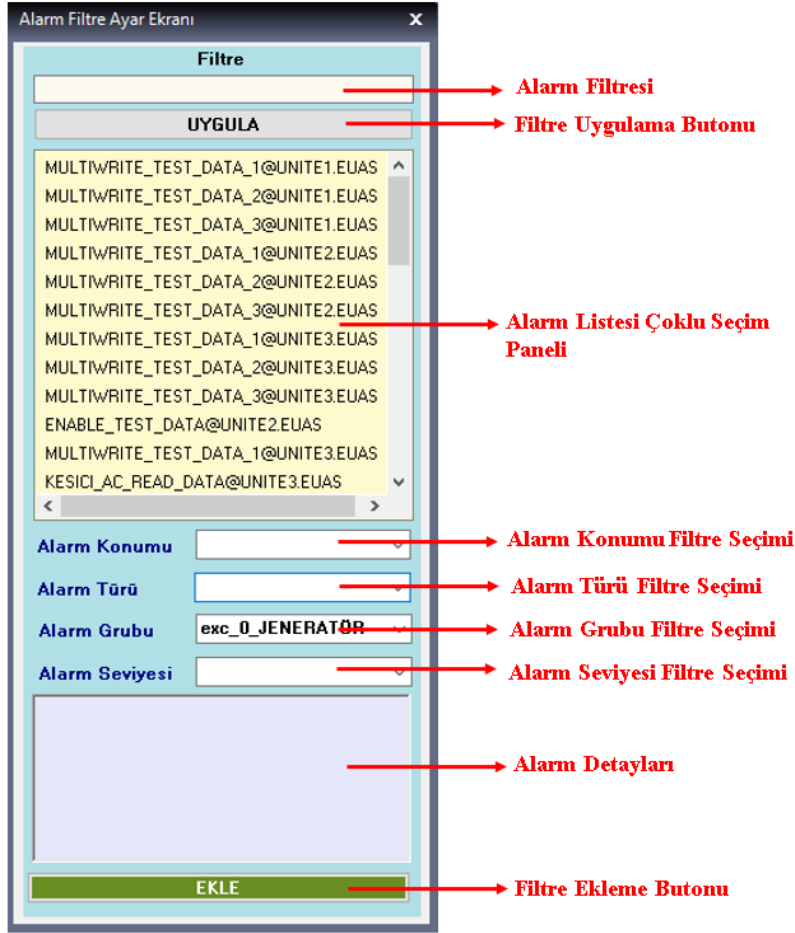 Alarm Filtre Ayar Ekranı x
Filtre
Alarm Filtresi
UYGULA
Filtre Uygulama Butonu
MULTIWRITE_TEST_DATA_1@UNITE1.EUAS
MULTIWRITE_TEST_DATA_2@UNITE1.EUAS
MULTIWRITE_TEST_DATA_3@UNITE1.EUAS
MULTIWRITE_TEST_DATA_1@UNITE2.EUAS
MULTIWRITE_TEST_DATA_2@UNITE2.EUAS
MULTIWRITE_TEST_DATA_3@UNITE2.EUAS
MULTIWRITE_TEST_DATA_1@UNITE3.EUAS
MULTIWRITE_TEST_DATA_2@UNITE3.EUAS
MULTIWRITE_TEST_DATA_3@UNITE3.EUAS
ENABLE_TEST_DATA@UNITE2.EUAS
MULTIWRITE_TEST_DATA_1@UNITE3.EUAS
KESICI_AC_READ_DATA@UNITE3.EUAS
Alarm Listesi Çoklu Seçim
Paneli
Alarm Konumu
Alarm Konumu Filtre Seçimi
Alarm Türü
Alarm Türü Filtre Seçimi
Alarm Grubu exc_0_JENERATÖR
Alarm Grubu Filtre Seçimi
Alarm Seviyesi
Alarm Seviyesi Filtre Seçimi
Alarm Detayları
EKLE
Filtre Ekleme Butonu